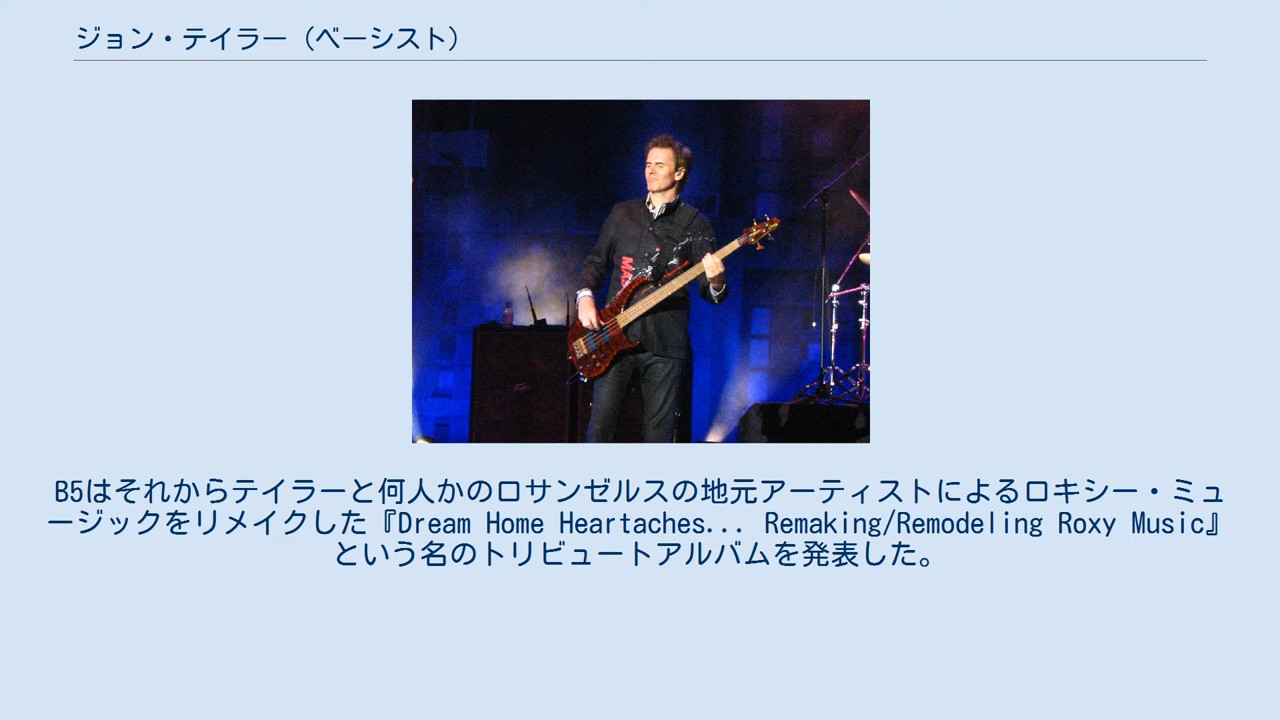 ジョン・テイラー（ベーシスト）
B5はそれからテイラーと何人かのロサンゼルスの地元アーティストによるロキシー・ミュ
ージックをリメイクした『Dream Home Heartaches... Remaking/Remodeling Roxy Music』
という名のトリビュートアルバムを発表した。